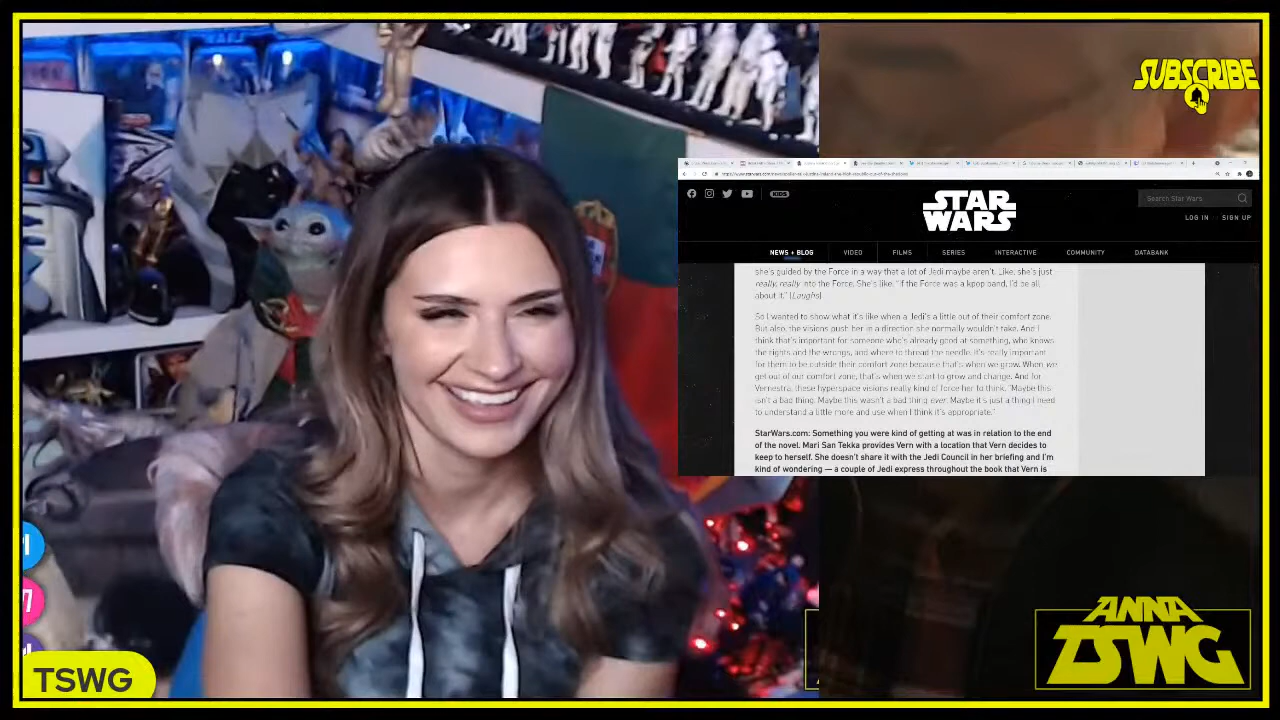 SUBSCRIBE
KIDS
STAR
WARS
Search Star Wars
LOG IN
SIGN UP
NEWS + BLOG
VIDEO
FILMS
SERIES
INTERACTIVE
COMMUNITY
DATABANK
she's guided by the Force in a way that a lot of Jedi maybe aren't. Like, she's just
really, really into the Force. She's like, "If the Force was a kpop band, I'd be all
about it." [Laughs]
So I wanted to show what it's like when a Jedi's a little out of their comfort zone.
But also, the visions push her in a direction she normally wouldn't take. And I
think that's important for someone who's already good at something, who knows
the rights and the wrongs, and where to thread the needle. It's really important
for them to be outside their comfort zone because that's when we grow. When we
get out of our comfort zone, that's when we start to grow and change. And for
Vernestra, these hyperspace visions really kind of force her to think, "Maybe this
isn't a bad thing. Maybe this wasn't a bad thing ever. Maybe it's just a thing I need
to understand a little more and use when I think it's appropriate."
StarWars.com: Something you were kind of getting at was in relation to the end
of the novel. Mari San Tekka provides Vern with a location that Vern decides to
keep to herself. She doesn't share it with the Jedi Council in her briefing and I'm
kind of wondering — a couple of Jedi express throughout the book that Vern is
TSWG
ANNA
TSWG